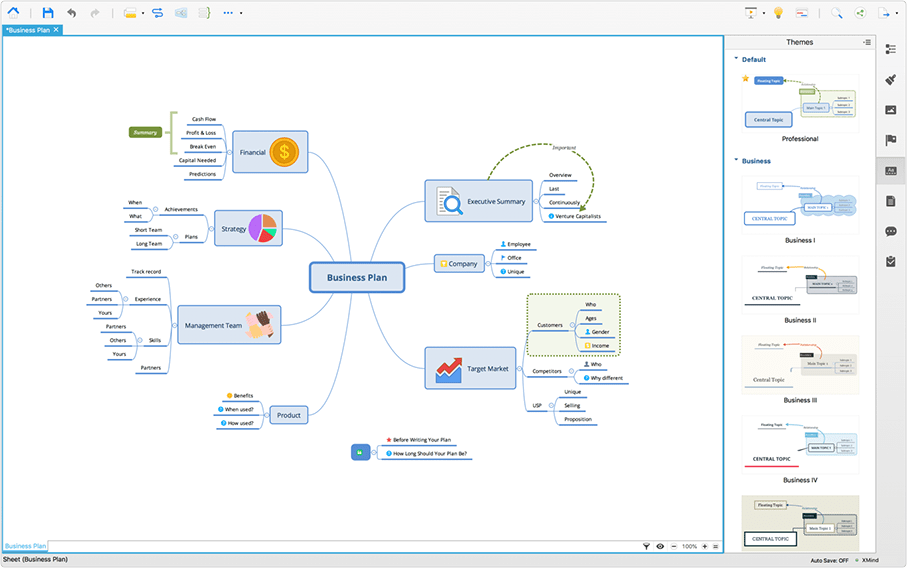 *Business Plan
Themes
Default
Floating Topic
Central Topic
Main Topic 1
Professional
Business
Floating Topic
CENTRAL TOPIC
MAIN TOPIC 1
Business I
Floating Topic
CENTRAL TOPIC
MAIN TOPIC 1
Business II
Floating Topic
Central Topic
Main Topic 1
Business III
Floating Topic
CENTRAL TOPIC
MAIN TOPIC 1
Business IV
Floating Topic
CENTRAL TOPIC
Main Topic 1
Business Plan
Summary
Financial
Cash Flow
Profit & Loss
Break Even
Capital Needed
Predictions
Strategy
Achievements
When
What
Plans
Short Team
Long Team
Management Team
Track record
Experience
Others
Partners
Yours
Skills
Partners
Others
Yours
Partners
Product
Benefits
When used?
How used?
Important
Executive Summary
Overview
Last
Continuously
Venture Capitalists
Company
Employee
Office
Unique
Target Market
Customers
Who
Ages
Gender
Income
Competitors
Who
Why different
USP
Unique
Selling
Proposition
Before Writing Your Plan
How Long Should Your Plan Be?
Business Plan
100%
Sheet (Business Plan)
Auto Save: OFF
XMind